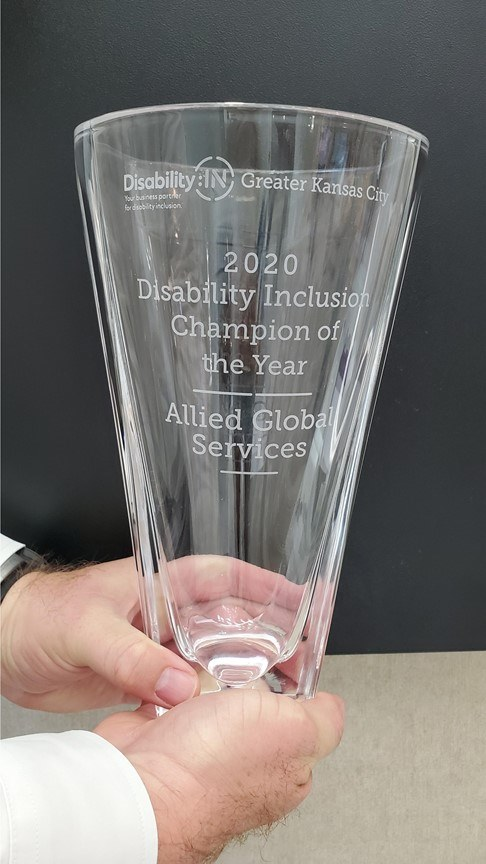 Disability:IN Greater Kansas City
Your business partner
for disability inclusion.
2020
Disability Inclusion
Champion of
the Year
Allied Global
Services